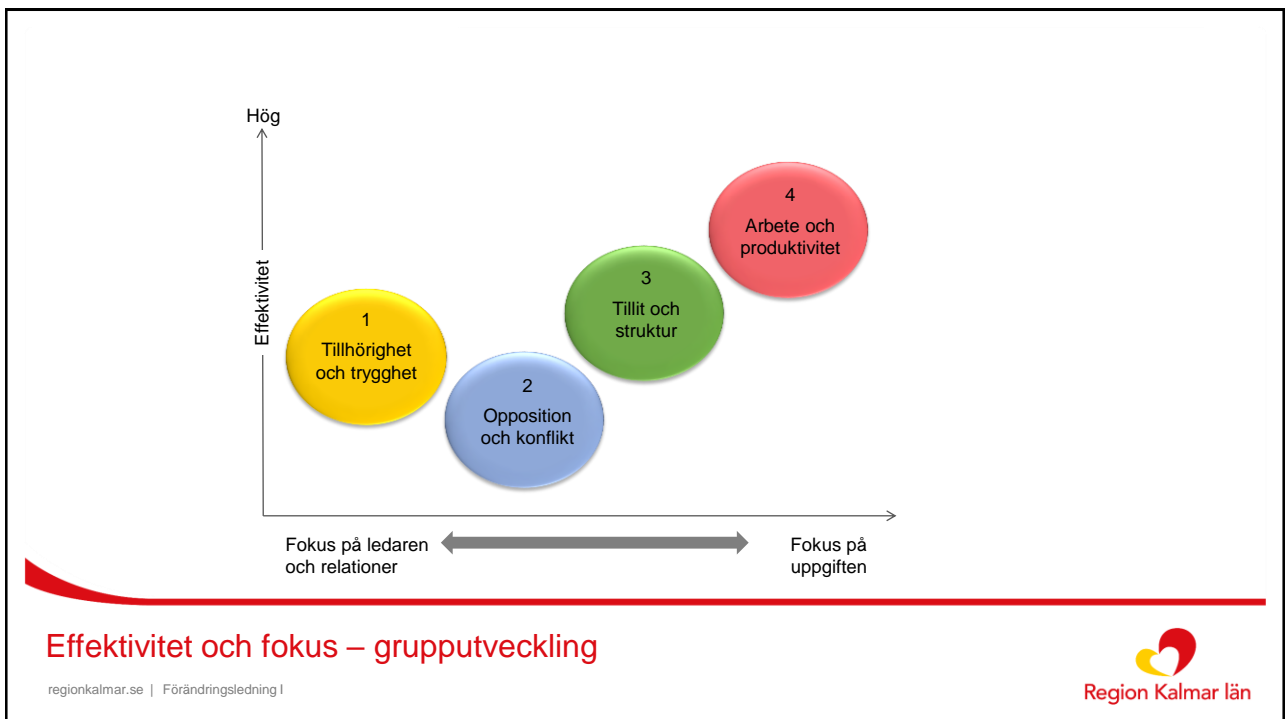 Hög
Effektivitet
1
Tillhörighet
och trygghet
2
Opposition
och konflikt
3
Tillit och
struktur
4
Arbete och
produktivitet
Fokus på ledaren
och relationer
Fokus på
uppgiften
Effektivitet och fokus – grupputveckling
regionkalmar.se | Förändringsledning I
Region Kalmar län